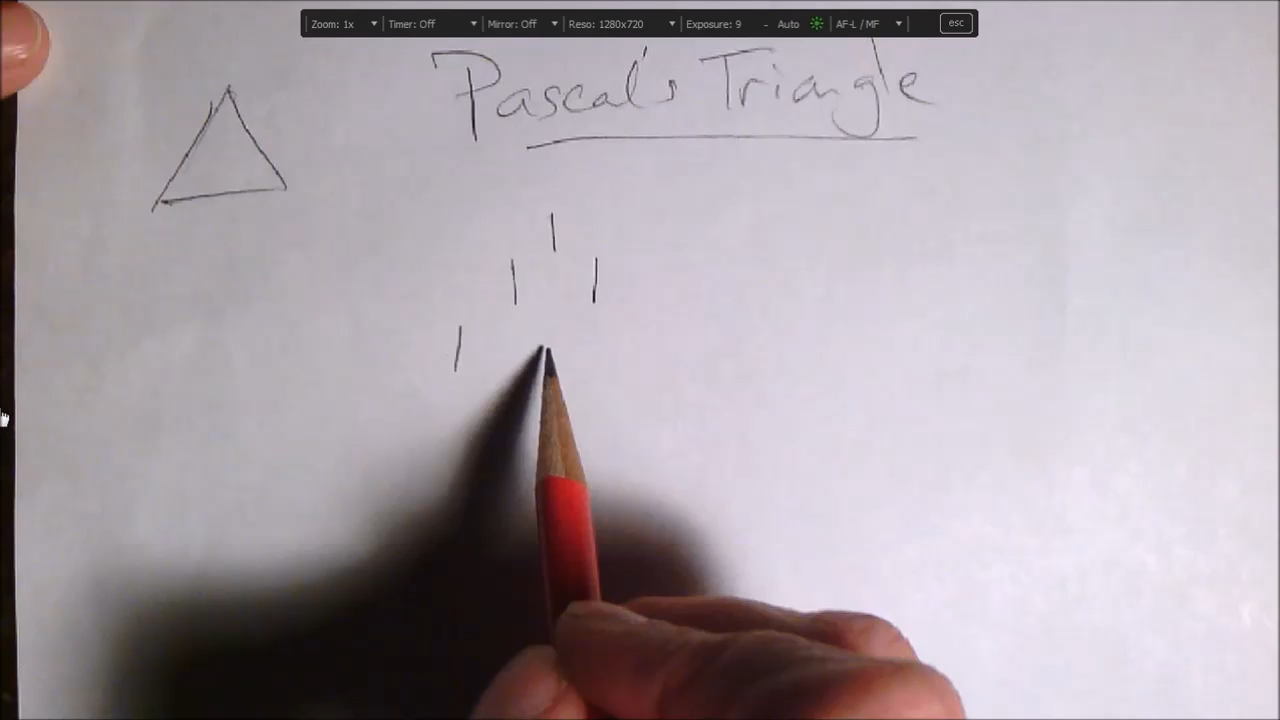 Zoom: 1x Timer: Off Mirror: Off Reso: 1280x720 Exposure: 9 - Auto AF-L / MF esc
Pascal's Triangle
1
1 1
1